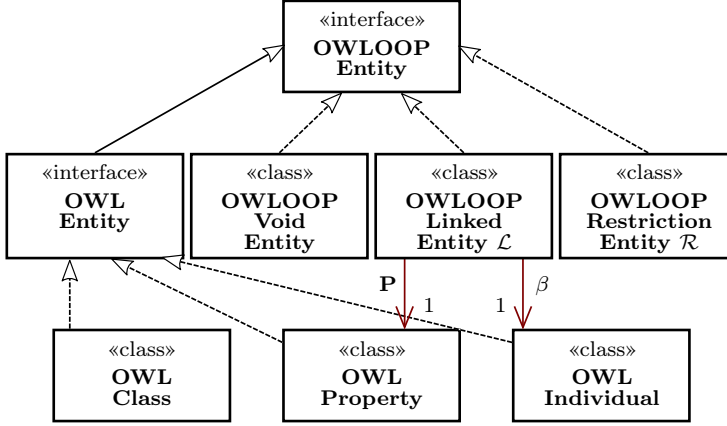 «interface»
OWLOOP
Entity
«interface»
OWL
Entity
«class»
OWLOOP
Void
Entity
«class»
OWLOOP
Linked
Entity ℒ
«class»
OWLOOP
Restriction
Entity ℛ
P
1
1
β
«class»
OWL
Class
«class»
OWL
Property
«class»
OWL
Individual